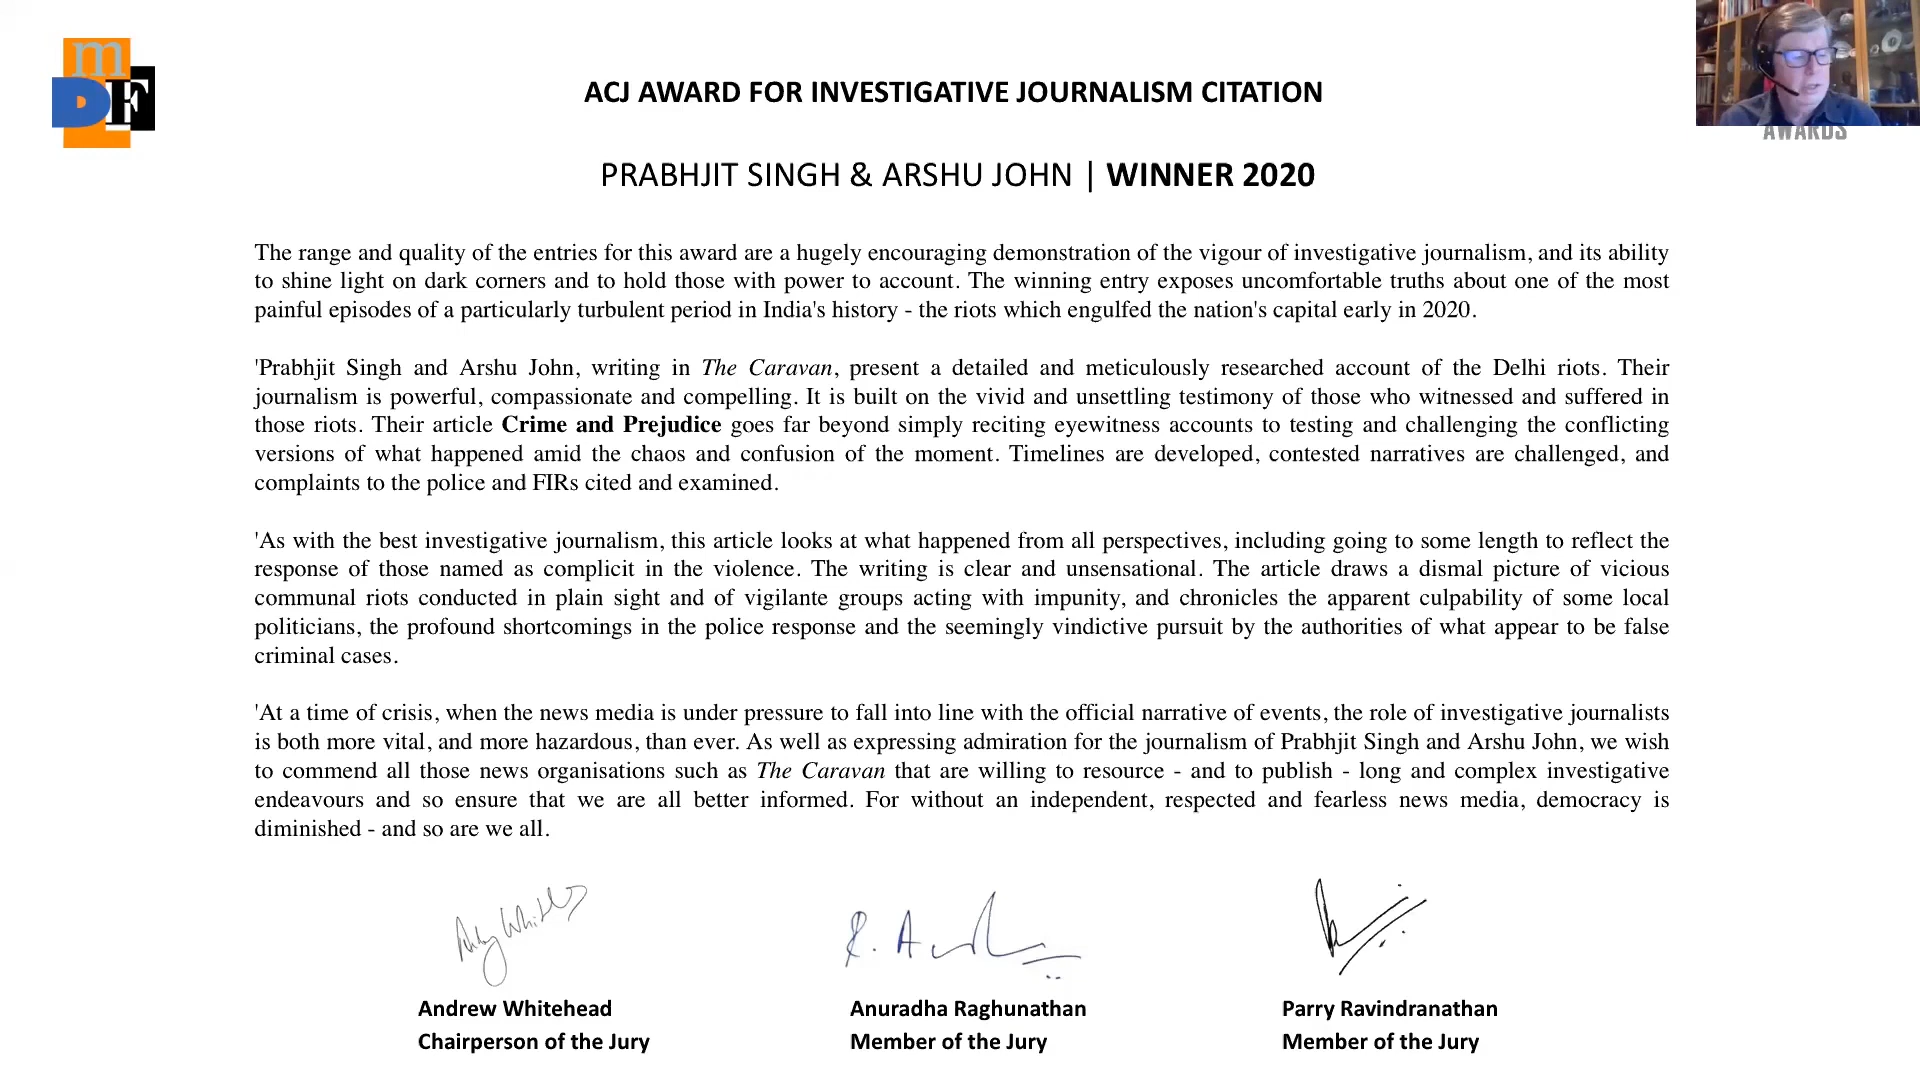 mDF
ACJ AWARD FOR INVESTIGATIVE JOURNALISM CITATION
AWARDS
PRABHJIT SINGH & ARSHU JOHN | WINNER 2020
The range and quality of the entries for this award are a hugely encouraging demonstration of the vigour of investigative journalism, and its ability
to shine light on dark corners and to hold those with power to account. The winning entry exposes uncomfortable truths about one of the most
painful episodes of a particularly turbulent period in India's history - the riots which engulfed the nation's capital early in 2020.
'Prabhjit Singh and Arshu John, writing in The Caravan, present a detailed and meticulously researched account of the Delhi riots. Their
journalism is powerful, compassionate and compelling. It is built on the vivid and unsettling testimony of those who witnessed and suffered in
those riots. Their article Crime and Prejudice goes far beyond simply reciting eyewitness accounts to testing and challenging the conflicting
versions of what happened amid the chaos and confusion of the moment. Timelines are developed, contested narratives are challenged, and
complaints to the police and FIRs cited and examined.
'As with the best investigative journalism, this article looks at what happened from all perspectives, including going to some length to reflect the
response of those named as complicit in the violence. The writing is clear and unsensational. The article draws a dismal picture of vicious
communal riots conducted in plain sight and of vigilante groups acting with impunity, and chronicles the apparent culpability of some local
politicians, the profound shortcomings in the police response and the seemingly vindictive pursuit by the authorities of what appear to be false
criminal cases.
'At a time of crisis, when the news media is under pressure to fall into line with the official narrative of events, the role of investigative journalists
is both more vital, and more hazardous, than ever. As well as expressing admiration for the journalism of Prabhjit Singh and Arshu John, we wish
to commend all those news organisations such as The Caravan that are willing to resource - and to publish - long and complex investigative
endeavours and so ensure that we are all better informed. For without an independent, respected and fearless news media, democracy is
diminished - and so are we all.
Andrew Whitehead
Chairperson of the Jury
Anuradha Raghunathan
Member of the Jury
Parry Ravindranathan
Member of the Jury